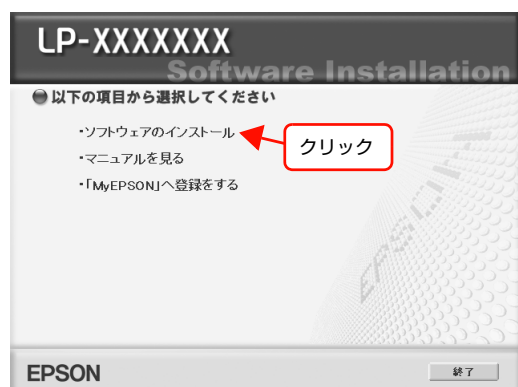 LP-XXXXXXX
Software Installation
以下の項目から選択してください
・ソフトウェアのインストール
クリック
・マニュアルを見る
・「MyEPSON」へ登録をする
EPSON
EPSON
終了